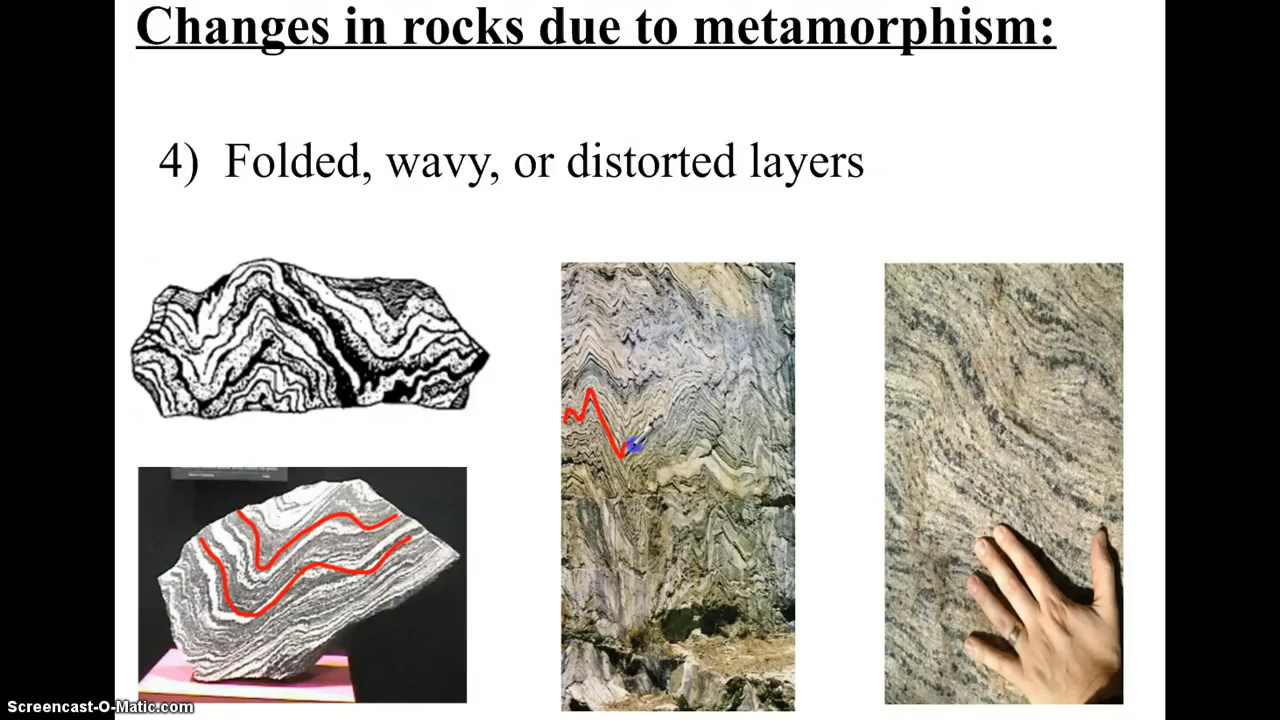 Changes in rocks due to metamorphism:
4) Folded, wavy, or distorted layers
Screencast-O-Matic.com